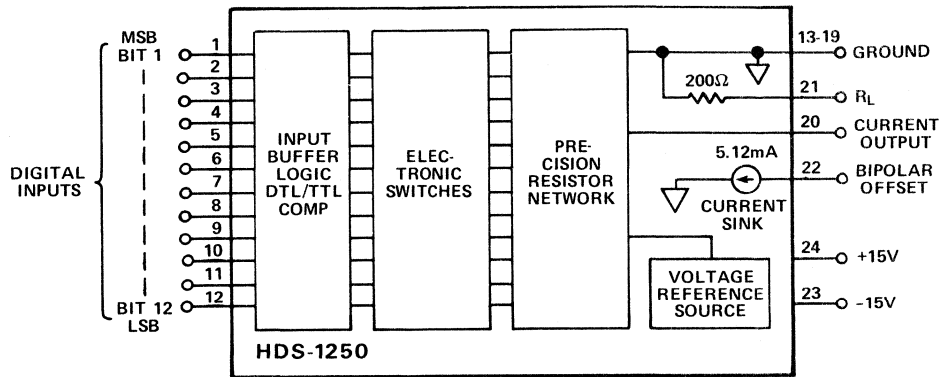 MSB
BIT 1
1
2
3
4
5
6
7
8
9
10
11
12
DIGITAL
INPUTS
BIT 12
LSB
INPUT
BUFFER
LOGIC
DTL/TTL
COMP
ELEC-
TRONIC
SWITCHES
PRE-
CISION
RESISTOR
NETWORK
200Ω
5.12mA
CURRENT
SINK
VOLTAGE
REFERENCE
SOURCE
13-19
GROUND
21
RL
20
CURRENT
OUTPUT
22
BIPOLAR
OFFSET
24
+15V
23
-15V
HDS-1250